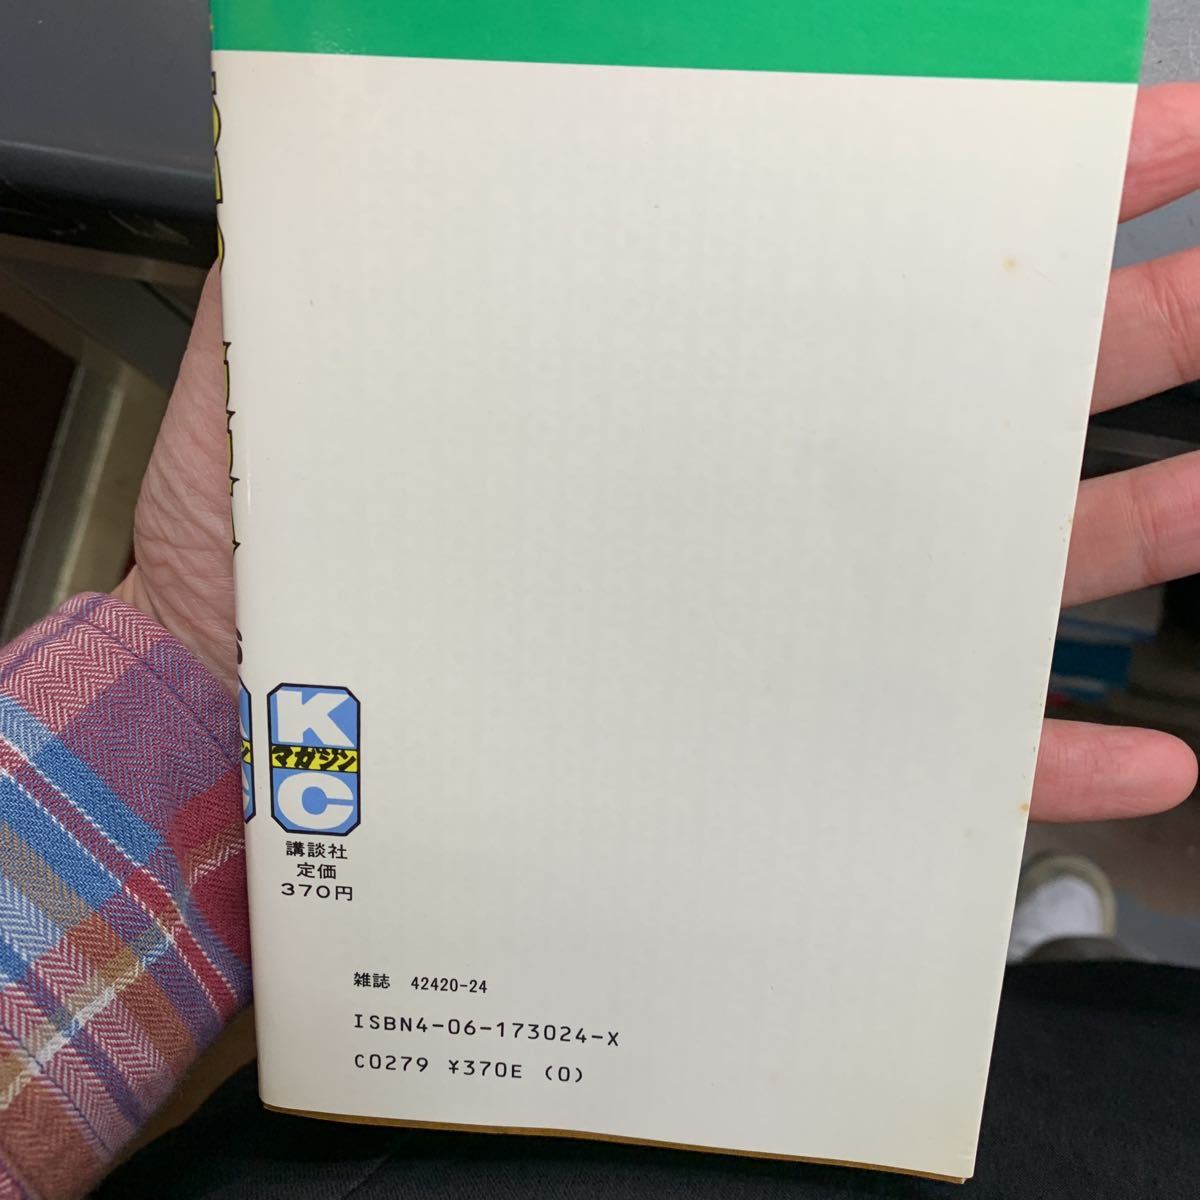 K
マガジン
C
講談社
定価
370円
雑誌 42420-24
ISBN4-06-173024-X
C0279 ¥370E (0)